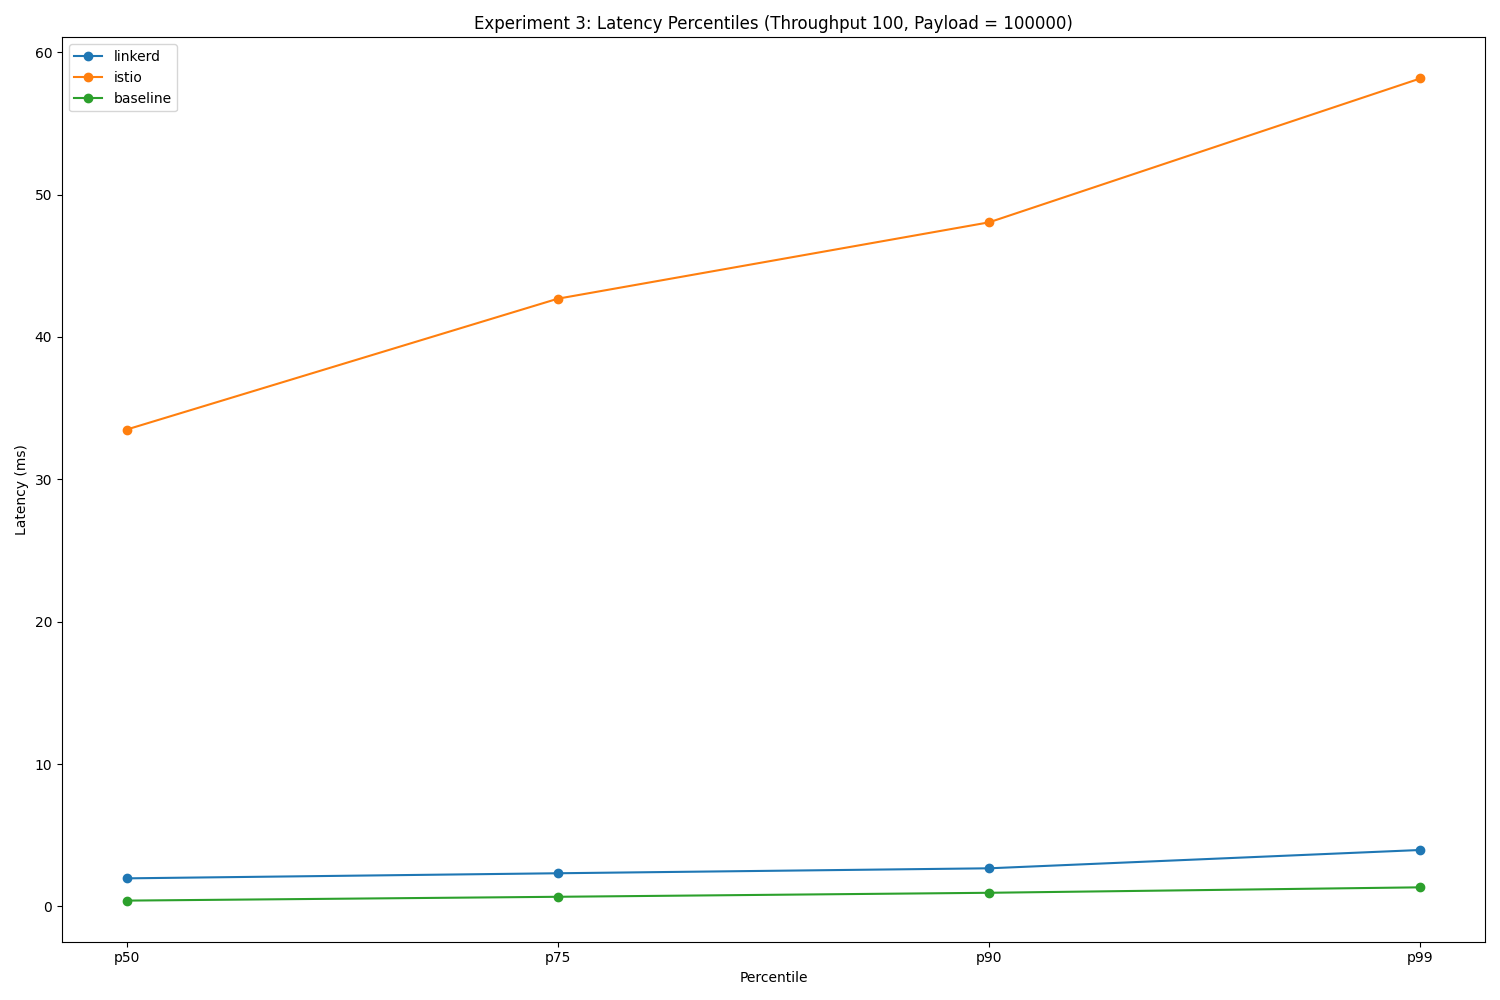 Experiment 3: Latency Percentiles (Throughput 100, Payload = 100000)
linkerd
istio
baseline
60
50
40
30
20
10
0
Latency (ms)
p50 p75 p90 p99
Percentile